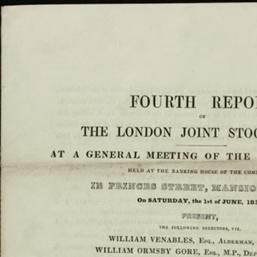 FOURTH REPO
OF
THE LONDON JOINT STOC
AT A GENERAL MEETING OF THE
HELD AT THE BANKING HOUSE OF THE COM
IN PRINCES STREET, MANSIO
On SATURDAY, the 1st of JUNE, 18
PRESENT,
THE FOLLOWING DIRECTORS, VIZ.
WILLIAM VENABLES, Esq., Alderman,
WILLIAM ORMSBY GORE, Esq., M.P., Dep